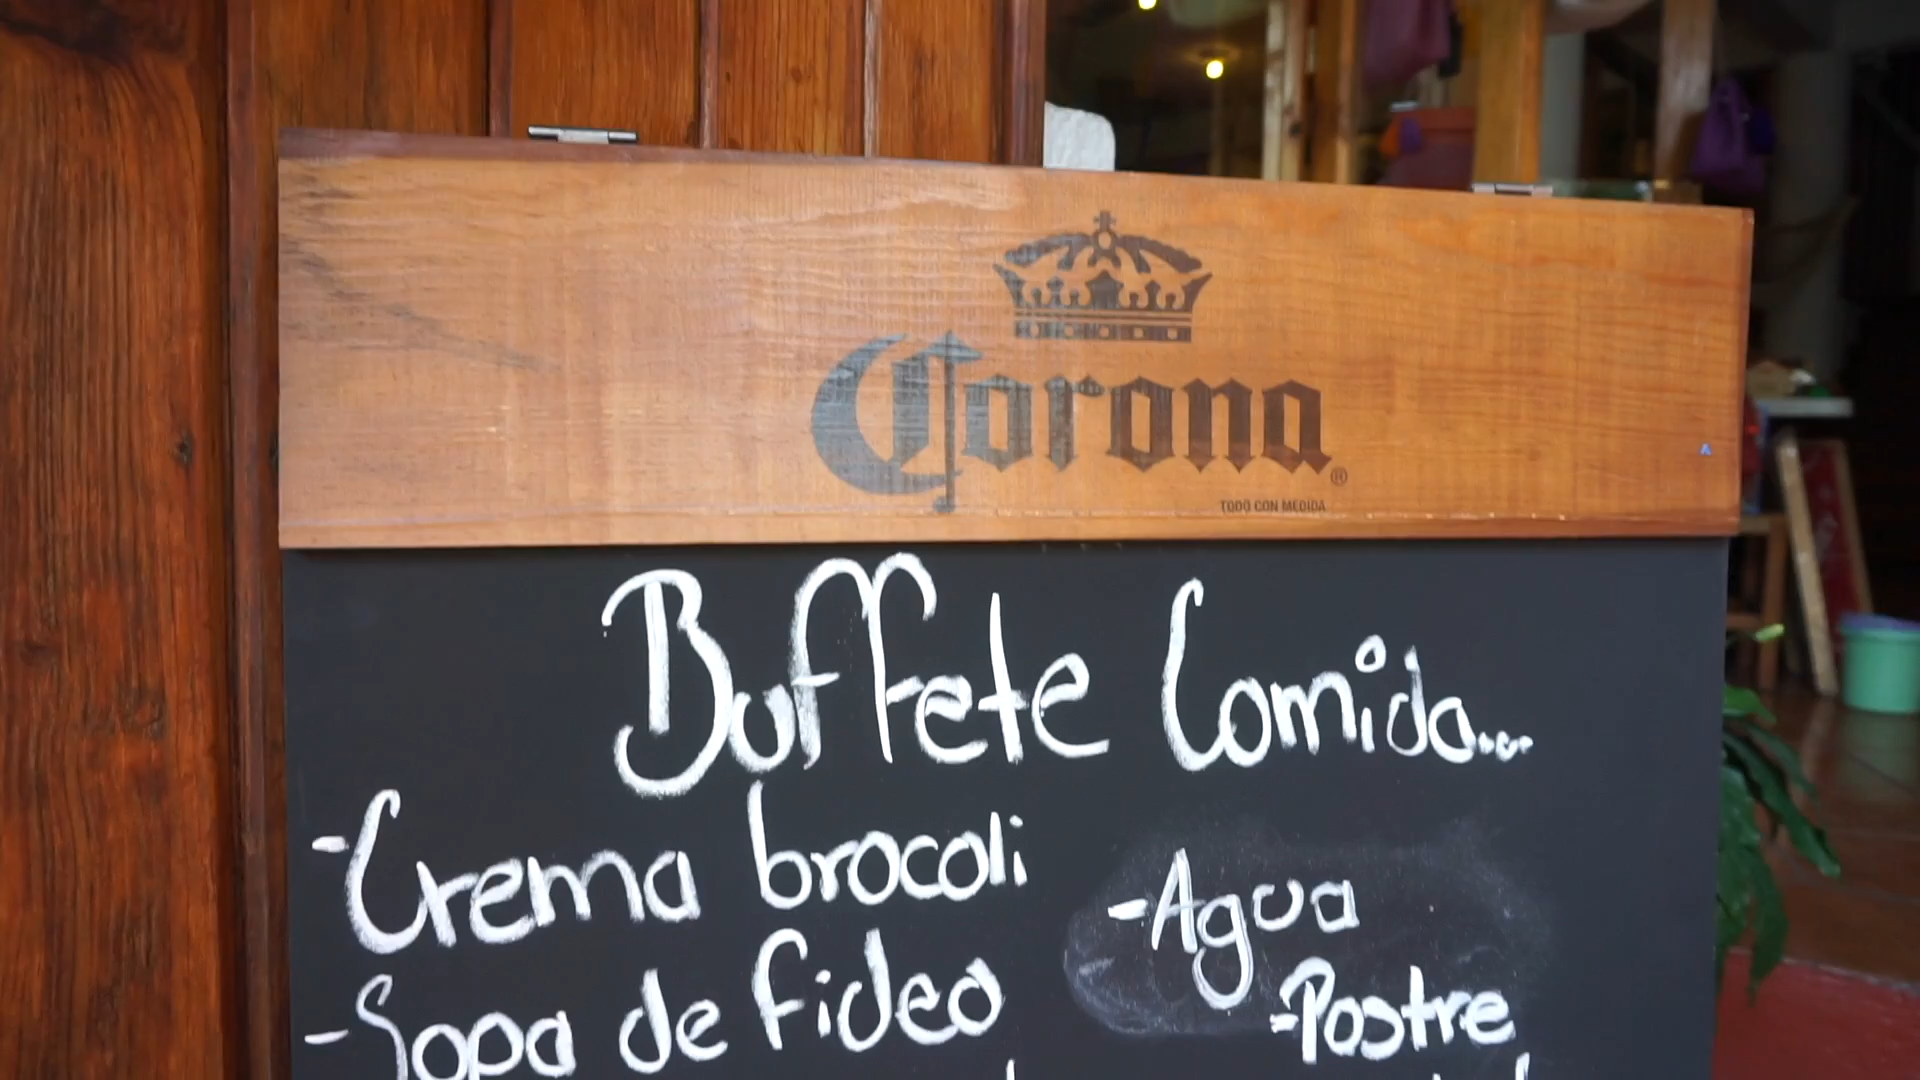 Corona®
TODO CON MEDIDA
Buffete Comida...
-Crema brocoli
-Sopa de fideo
-Agua
-Postre